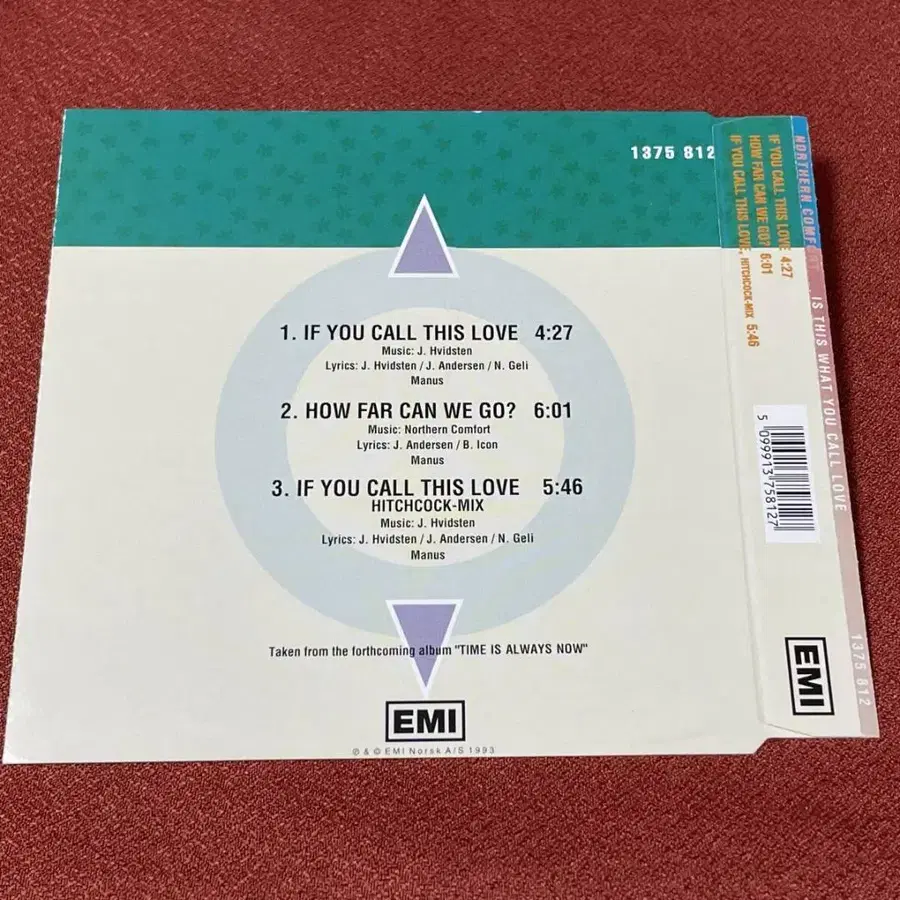 1375 812
1. IF YOU CALL THIS LOVE 4:27
Music: J. Hvidsten
Lyrics: J. Hvidsten / J. Andersen / N. Geli
Manus
2. HOW FAR CAN WE GO? 6:01
Music: Northern Comfort
Lyrics: J. Andersen / B. Icon
Manus
3. IF YOU CALL THIS LOVE 5:46
HITCHCOCK-MIX
Music: J. Hvidsten
Lyrics: J. Hvidsten / J. Andersen / N. Geli
Manus
Taken from the forthcoming album "TIME IS ALWAYS NOW"
EMI
℗ & © EMI Norsk A/S 1993
IF YOU CALL THIS LOVE 4:27
HOW FAR CAN WE GO? 6:01
IF YOU CALL THIS LOVE, HITCHCOCK-MIX 5:46
5 099913 758127
EMI
NORTHERN IS THIS WHAT YOU CALL LOVE 1375 812